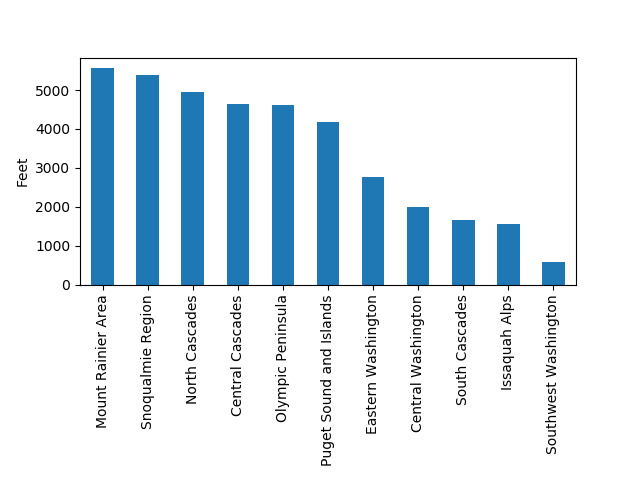 5000
4000
3000
2000
1000
0
Feet
Mount Rainier Area
Snoqualmie Region
North Cascades
Central Cascades
Olympic Peninsula
Puget Sound and Islands
Eastern Washington
Central Washington
South Cascades
Issaquah Alps
Southwest Washington